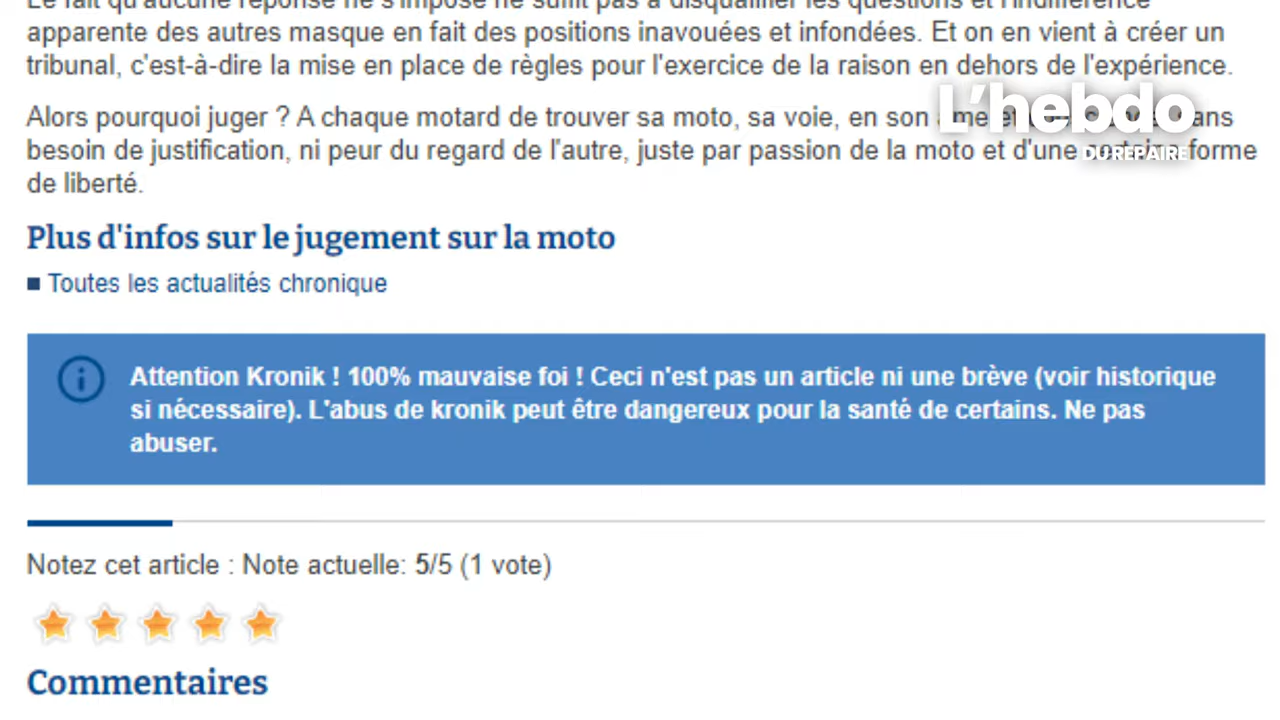 apparente des autres masque en fait des positions inavouées et infondées. Et on en vient à créer un
tribunal, c'est-à-dire la mise en place de règles pour l'exercice de la raison en dehors de l'expérience.
Alors pourquoi juger ? A chaque motard de trouver sa moto, sa voie, en son
besoin de justification, ni peur du regard de l'autre, juste par passion de la moto et d'une forme
de liberté.
L'hebdo
DU REPAIRE
Plus d'infos sur le jugement sur la moto
Toutes les actualités chronique
Attention Kronik ! 100% mauvaise foi ! Ceci n'est pas un article ni une brève (voir historique
si nécessaire). L'abus de kronik peut être dangereux pour la santé de certains. Ne pas
abuser.
Notez cet article : Note actuelle: 5/5 (1 vote)
Commentaires